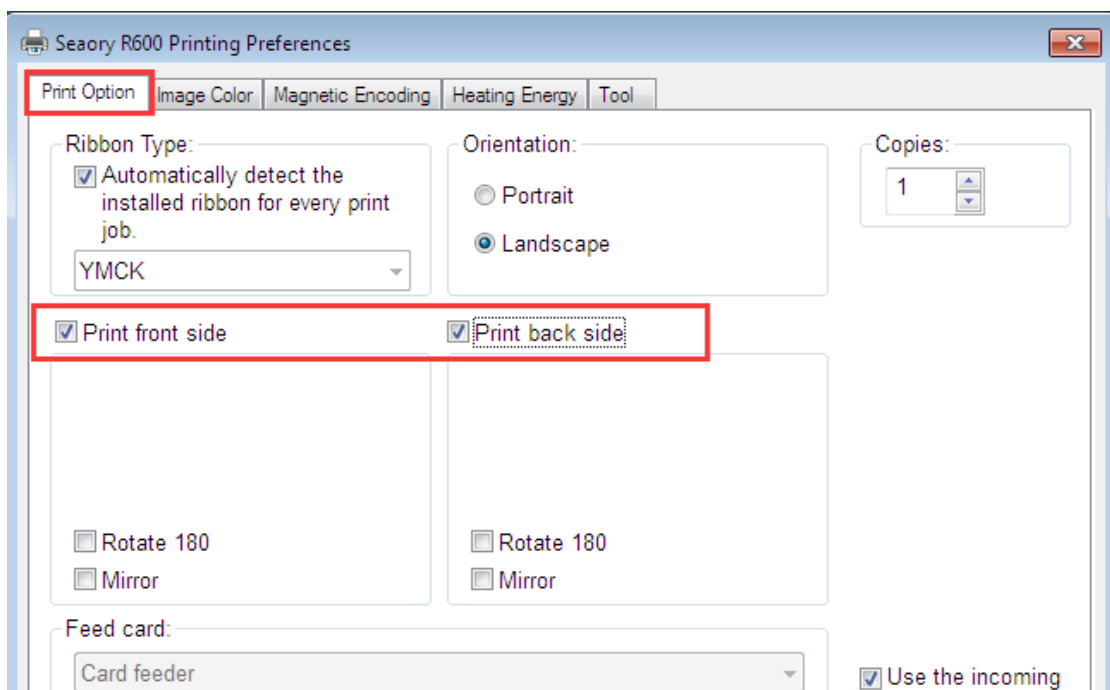 Seaory R600 Printing Preferences
Print Option Image Color Magnetic Encoding Heating Energy Tool
Ribbon Type:
Automatically detect the
installed ribbon for every print
job.
YMCK
Orientation:
Portrait
Landscape
Copies:
1
Print front side
Print back side
Rotate 180
Mirror
Rotate 180
Mirror
Feed card:
Card feeder
Use the incoming